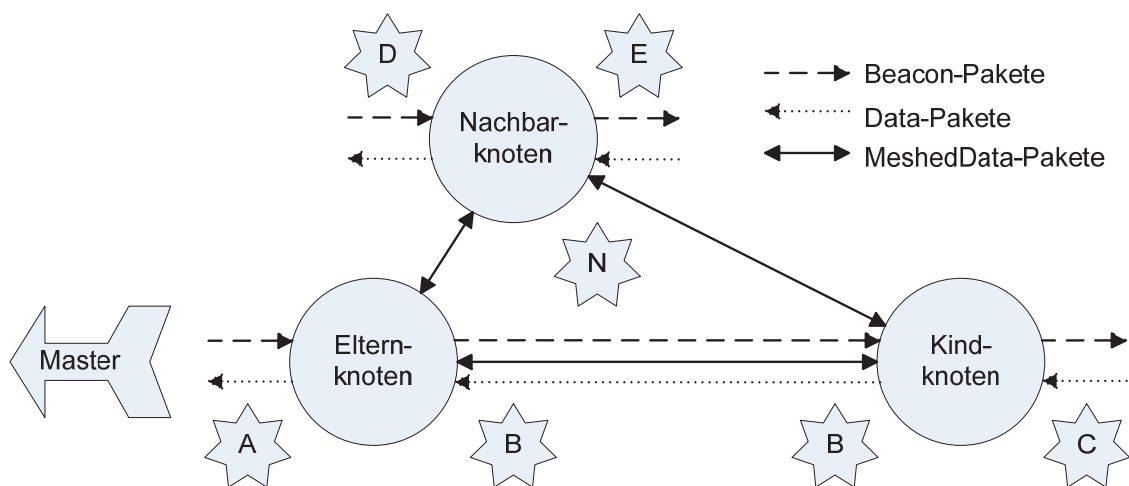 D
E
Nachbar-
knoten
Beacon-Pakete
Data-Pakete
MeshedData-Pakete
N
Master
Eltern-
knoten
Kind-
knoten
A
B
B
C